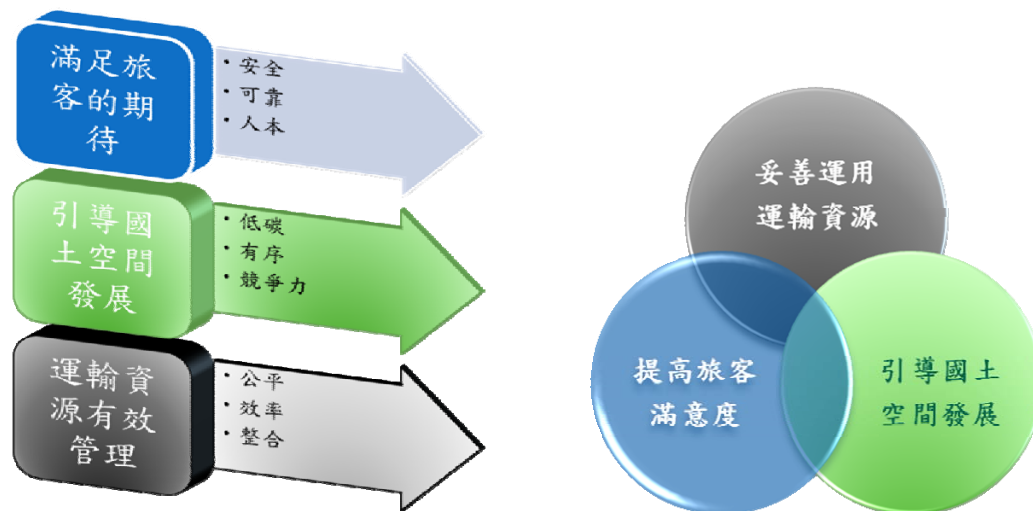 滿足旅
客的期
待
・安全
・可靠
・人本
引導國
土空間
發展
・低碳
・有序
・競爭力
運輸資
源有效
管理
・公平
・效率
・整合
妥善運用
運輸資源
提高旅客
滿意度
引導國土
空間發展